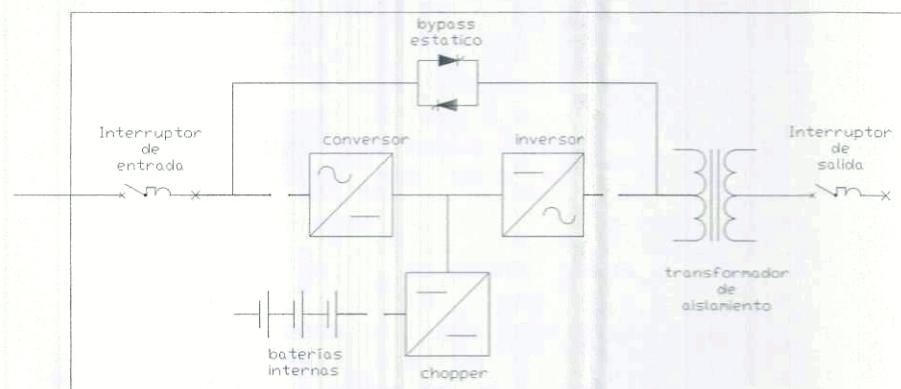 bypass
estatico
Interruptor
de
entrada
conversor
inversor
Interruptor
de
salida
transformador
de
aislamiento
baterías
internas
chopper